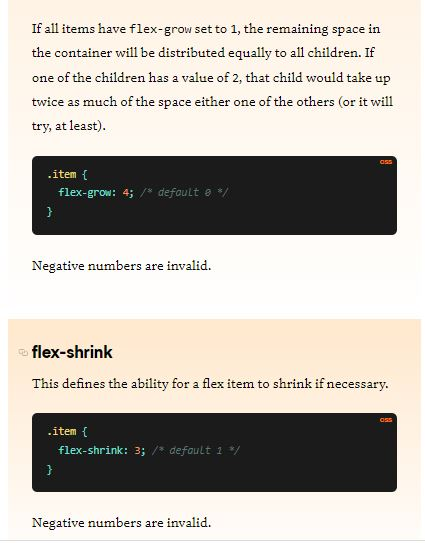 If all items have flex-grow set to 1, the remaining space in
the container will be distributed equally to all children. If
one of the children has a value of 2, that child would take up
twice as much of the space either one of the others (or it will
try, at least).
CSS
.item {
  flex-grow: 4; /* default 0 */
}
Negative numbers are invalid.
flex-shrink
This defines the ability for a flex item to shrink if necessary.
CSS
.item {
  flex-shrink: 3; /* default 1 */
}
Negative numbers are invalid.